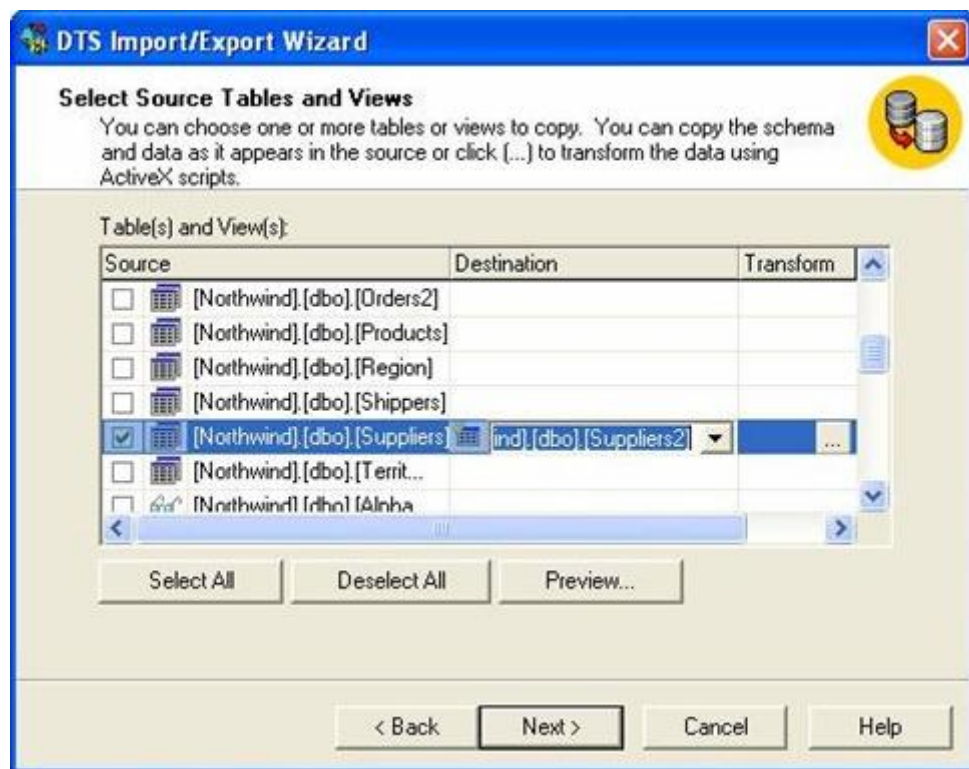 DTS Import/Export Wizard
Select Source Tables and Views
You can choose one or more tables or views to copy. You can copy the schema
and data as it appears in the source or click (...) to transform the data using
ActiveX scripts.
Table(s) and View(s):
Source Destination Transform
[Northwind].[dbo].[Orders2]
[Northwind].[dbo].[Products]
[Northwind].[dbo].[Region]
[Northwind].[dbo].[Shippers]
[Northwind].[dbo].[Suppliers] ind].[dbo].[Suppliers2] ...
[Northwind].[dbo].[Territ...
[Northwind].[dbo].[Alpha
Select All Deselect All Preview...
< Back Next > Cancel Help